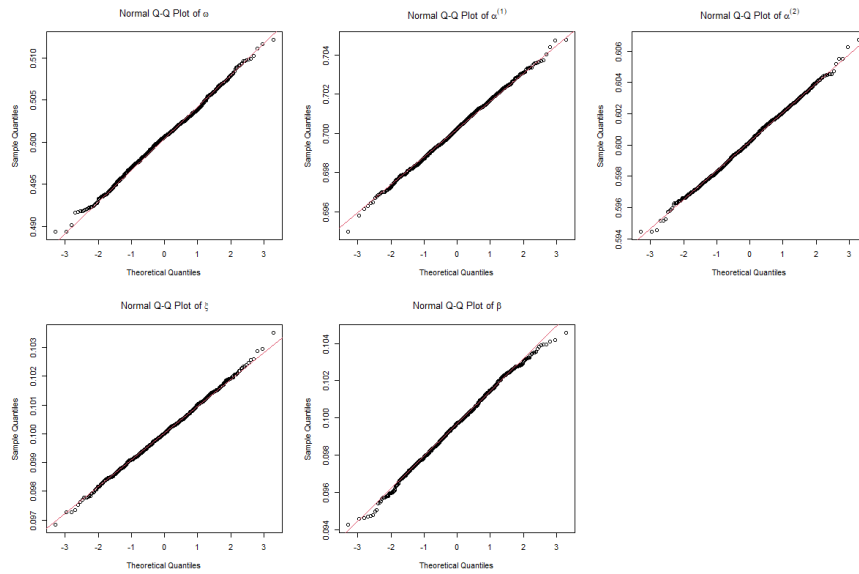 Normal Q-Q Plot of ω
Normal Q-Q Plot of α(1)
Normal Q-Q Plot of α(2)
Sample Quantiles
0.490 0.495 0.500 0.505 0.510
-3 -2 -1 0 1 2 3
Theoretical Quantiles
Sample Quantiles
0.696 0.698 0.700 0.702 0.704
-3 -2 -1 0 1 2 3
Theoretical Quantiles
Sample Quantiles
0.594 0.596 0.598 0.600 0.602 0.604 0.606
-3 -2 -1 0 1 2 3
Theoretical Quantiles
Normal Q-Q Plot of ξ
Normal Q-Q Plot of β
Sample Quantiles
0.097 0.098 0.099 0.100 0.101 0.102 0.103
-3 -2 -1 0 1 2 3
Theoretical Quantiles
Sample Quantiles
0.094 0.096 0.098 0.100 0.102 0.104
-3 -2 -1 0 1 2 3
Theoretical Quantiles